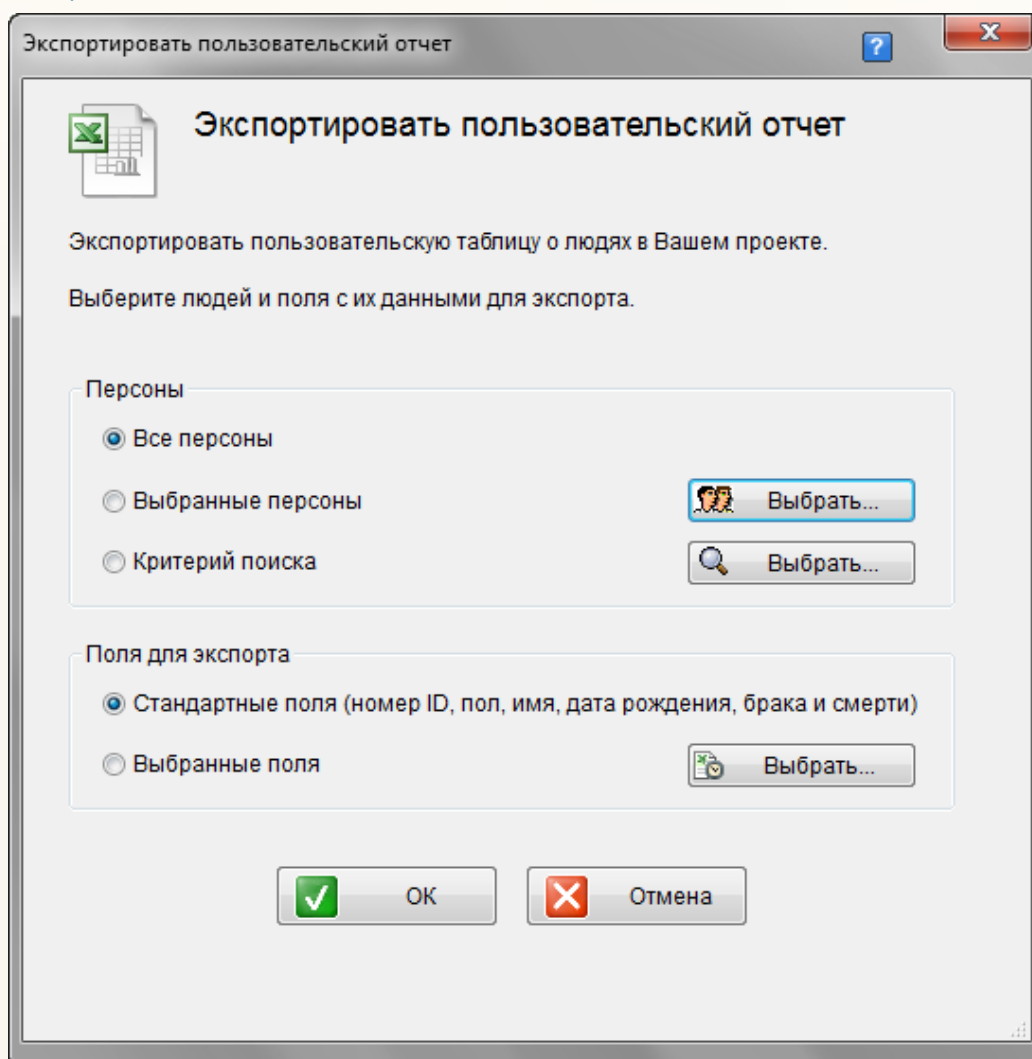 Экспортировать пользовательский отчет
Экспортировать пользовательский отчет
Экспортировать пользовательскую таблицу о людях в Вашем проекте.
Выберите людей и поля с их данными для экспорта.
Персоны
Все персоны
Выбранные персоны
Выбрать...
Критерий поиска
Выбрать...
Поля для экспорта
Стандартные поля (номер ID, пол, имя, дата рождения, брака и смерти)
Выбранные поля
Выбрать...
ОК
Отмена